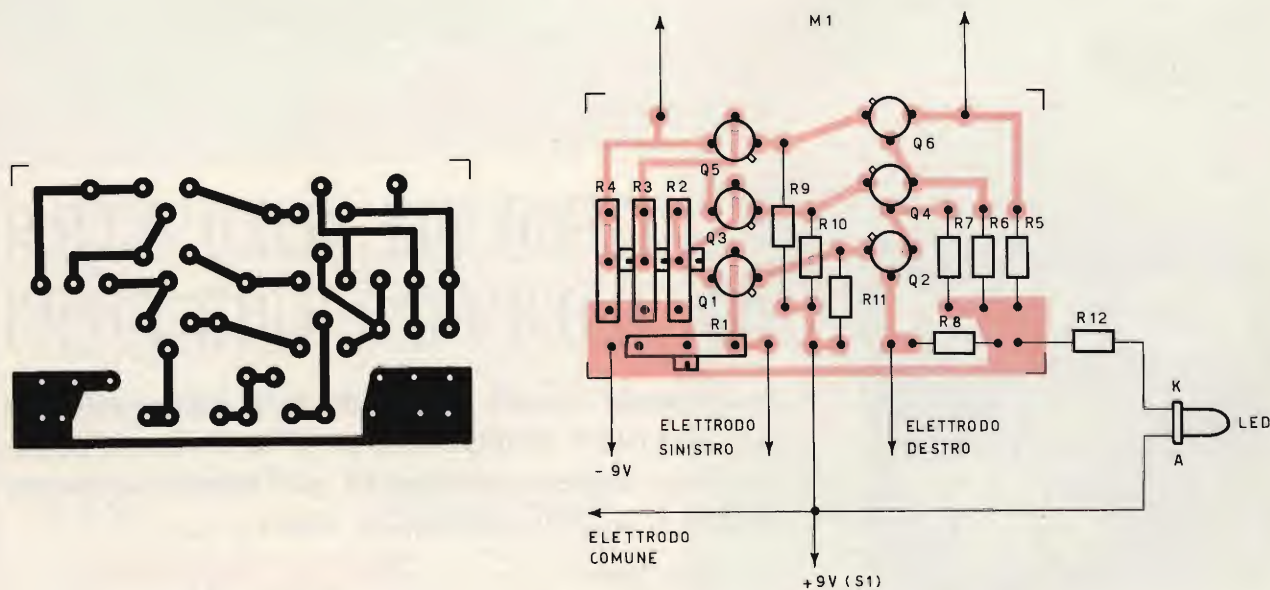 M1
Q6
Q5
R4 R3 R2
R9
Q4
R7 R6 R5
Q3
R10
Q1
R11
Q2
R1
R8
R12
K
LED
A
ELETTRODO
SINISTRO
ELETTRODO
DESTRO
- 9V
ELETTRODO
COMUNE
+9V (S1)